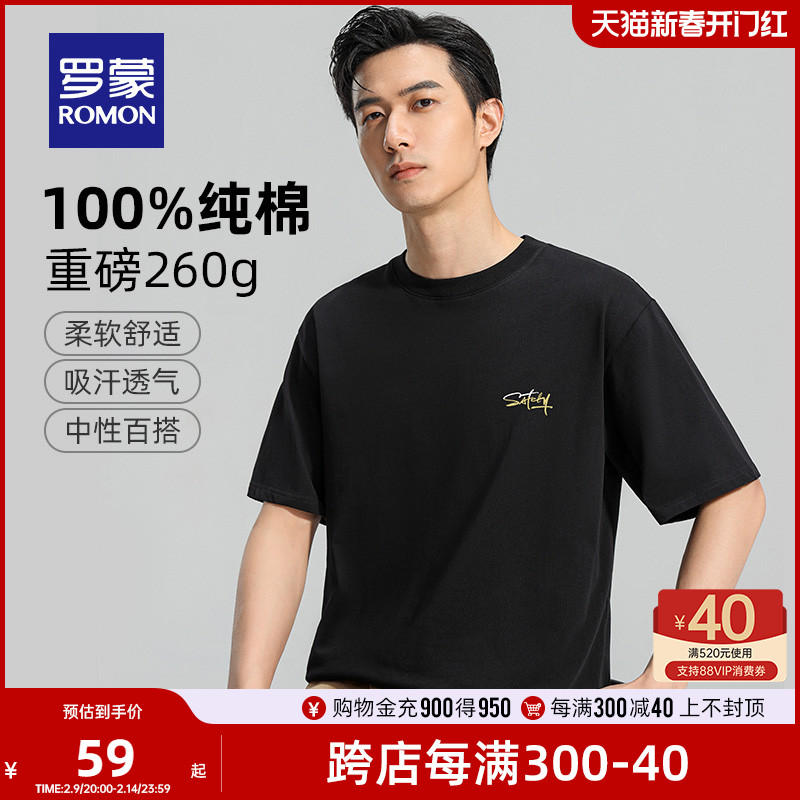 天猫新春开门红
罗蒙
ROMON
100%纯棉
重磅260g
柔软舒适
吸汗透气
中性百搭
¥40
满520元使用
支持88VIP消费券
预估到手价
¥ 59 起
TIME:2.9/20:00-2.14/23:59
购物金充900得950
每满300减40 上不封顶
跨店每满300-40